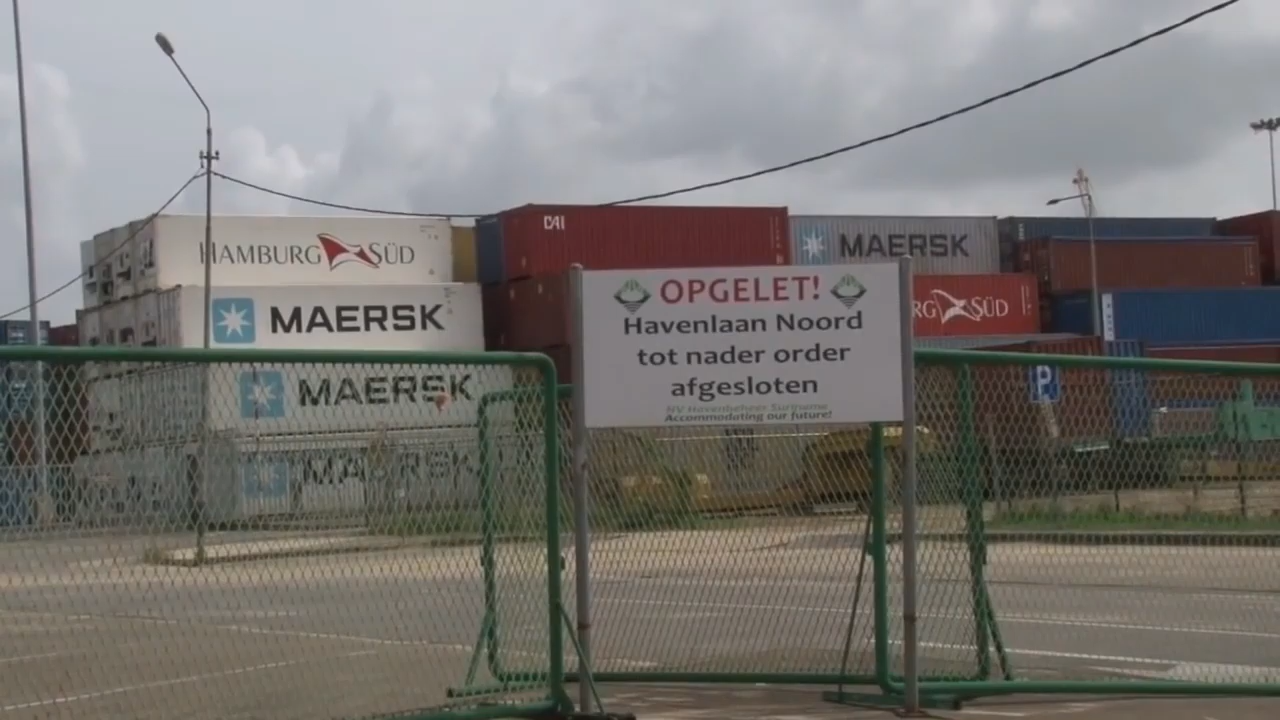 HAMBURG SÜD
CAI
MAERSK
MAERSK
RG SÜD
MAERSK
MAERSK
P
OPGELET!
Havenlaan Noord
tot nader order
afgesloten
NV Havenbeheer Suriname
Accommodating our future!